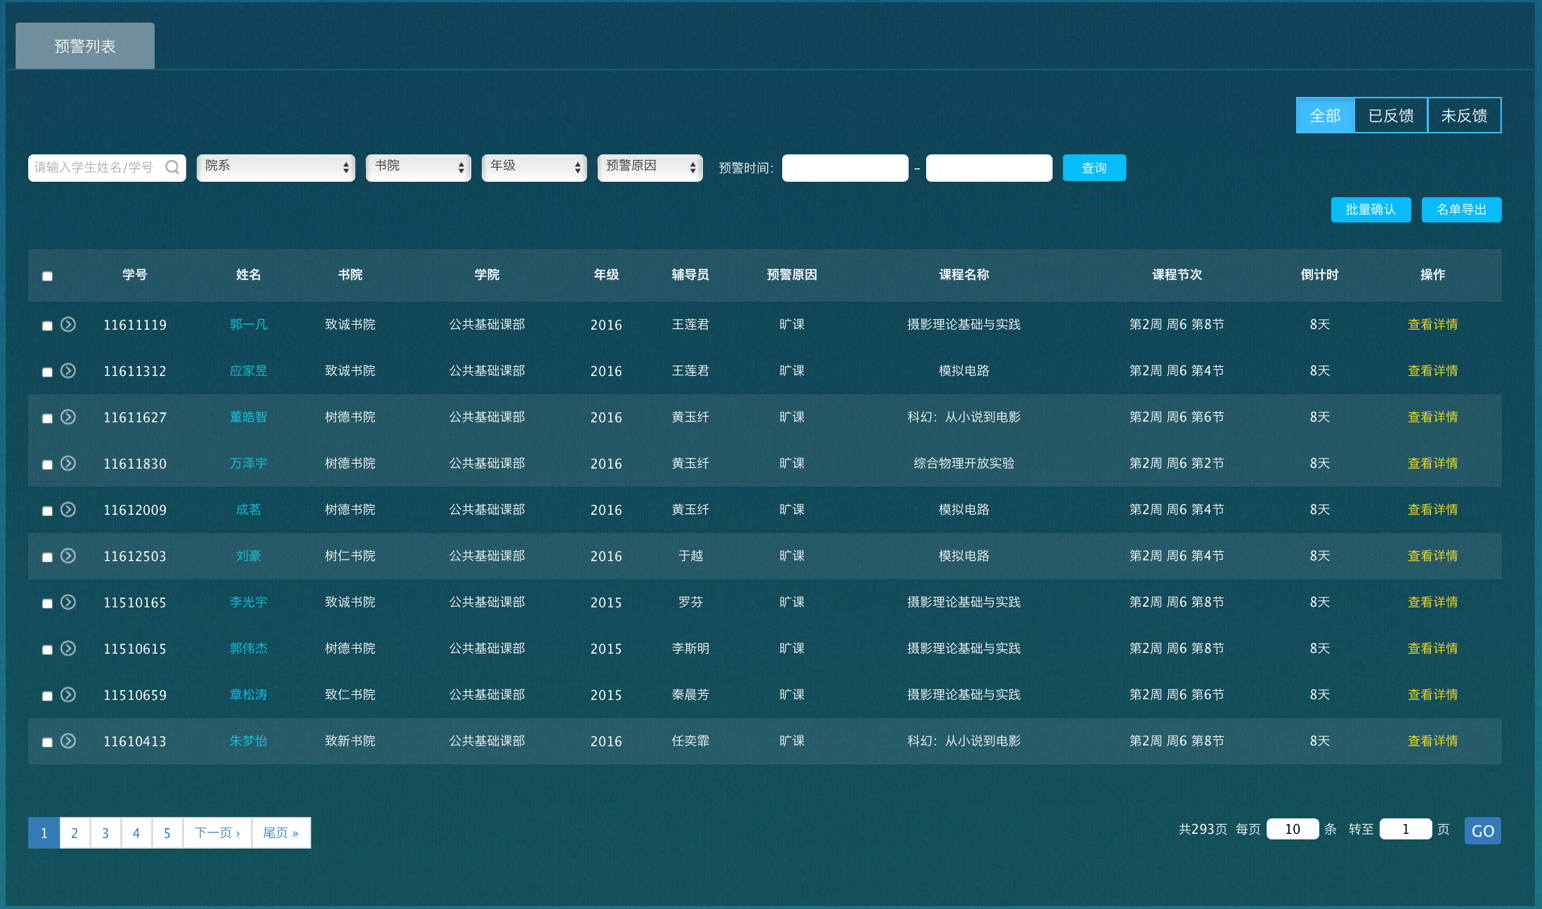 预警列表
全部 已反馈 未反馈
请输入学生姓名/学号 院系 书院 年级 预警原因 预警时间: – 查询
批量确认 名单导出
学号 姓名 书院 学院 年级 辅导员 预警原因 课程名称 课程节次 倒计时 操作
11611119 郭一凡 致诚书院 公共基础课部 2016 王莲君 旷课 摄影理论基础与实践 第2周 周6 第8节 8天 查看详情
11611312 应家昱 致诚书院 公共基础课部 2016 王莲君 旷课 模拟电路 第2周 周6 第4节 8天 查看详情
11611627 董皓智 树德书院 公共基础课部 2016 黄玉纤 旷课 科幻：从小说到电影 第2周 周6 第6节 8天 查看详情
11611830 万泽宇 树德书院 公共基础课部 2016 黄玉纤 旷课 综合物理开放实验 第2周 周6 第2节 8天 查看详情
11612009 成茗 树德书院 公共基础课部 2016 黄玉纤 旷课 模拟电路 第2周 周6 第4节 8天 查看详情
11612503 刘豪 树仁书院 公共基础课部 2016 于越 旷课 模拟电路 第2周 周6 第4节 8天 查看详情
11510165 李光宇 致诚书院 公共基础课部 2015 罗芬 旷课 摄影理论基础与实践 第2周 周6 第8节 8天 查看详情
11510615 郭伟杰 树德书院 公共基础课部 2015 李斯明 旷课 摄影理论基础与实践 第2周 周6 第8节 8天 查看详情
11510659 章松涛 致仁书院 公共基础课部 2015 秦晨芳 旷课 摄影理论基础与实践 第2周 周6 第6节 8天 查看详情
11610413 朱梦怡 致新书院 公共基础课部 2016 任奕霏 旷课 科幻：从小说到电影 第2周 周6 第8节 8天 查看详情
1 2 3 4 5 下一页 › 尾页 » 共293页 每页 10 条 转至 1 页 GO